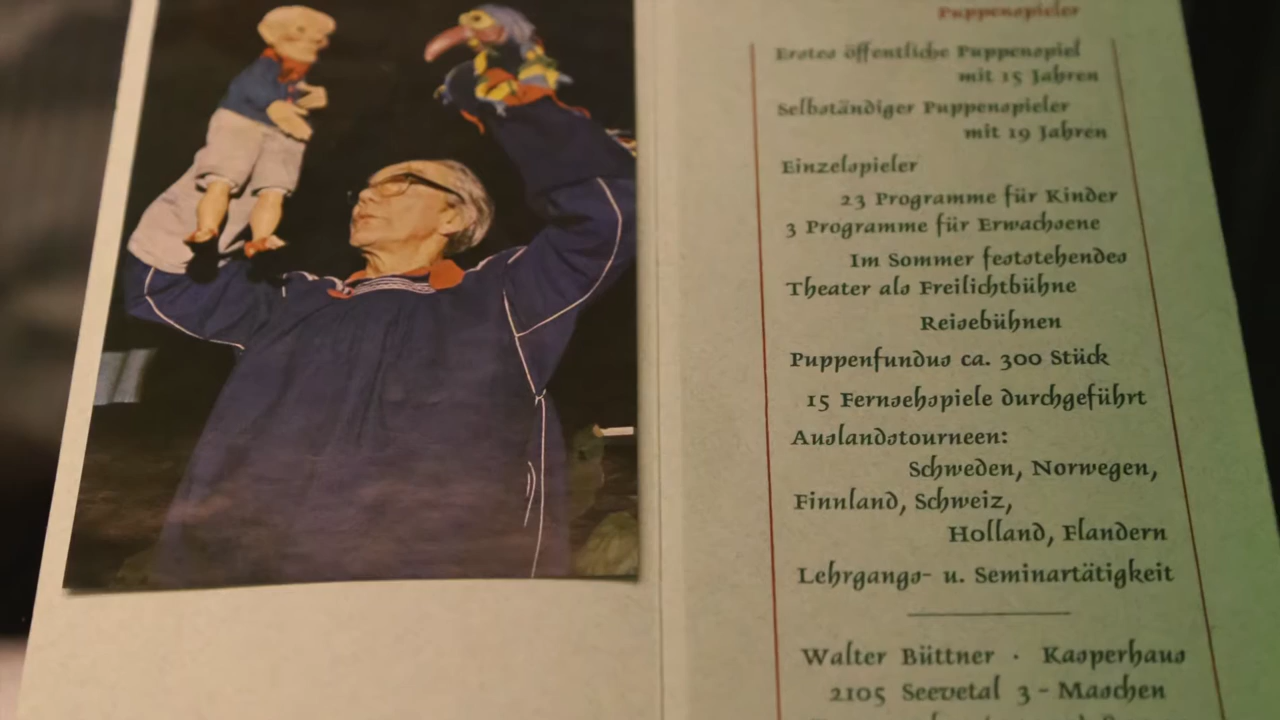 Puppenspieler
Erstes öffentliche Puppenspiel
mit 15 Jahren
Selbständiger Puppenspieler
mit 19 Jahren
Einzelspieler
23 Programme für Kinder
3 Programme für Erwachsene
Im Sommer feststehendes
Theater als Freilichtbühne
Reisebühnen
Puppenfundus ca. 300 Stück
15 Fernsehspiele durchgeführt
Auslandstourneen:
Schweden, Norwegen,
Finnland, Schweiz,
Holland, Flandern
Lehrgangs- u. Seminartätigkeit
Walter Büttner · Kasperhaus
2105 Seevetal 3 - Maschen